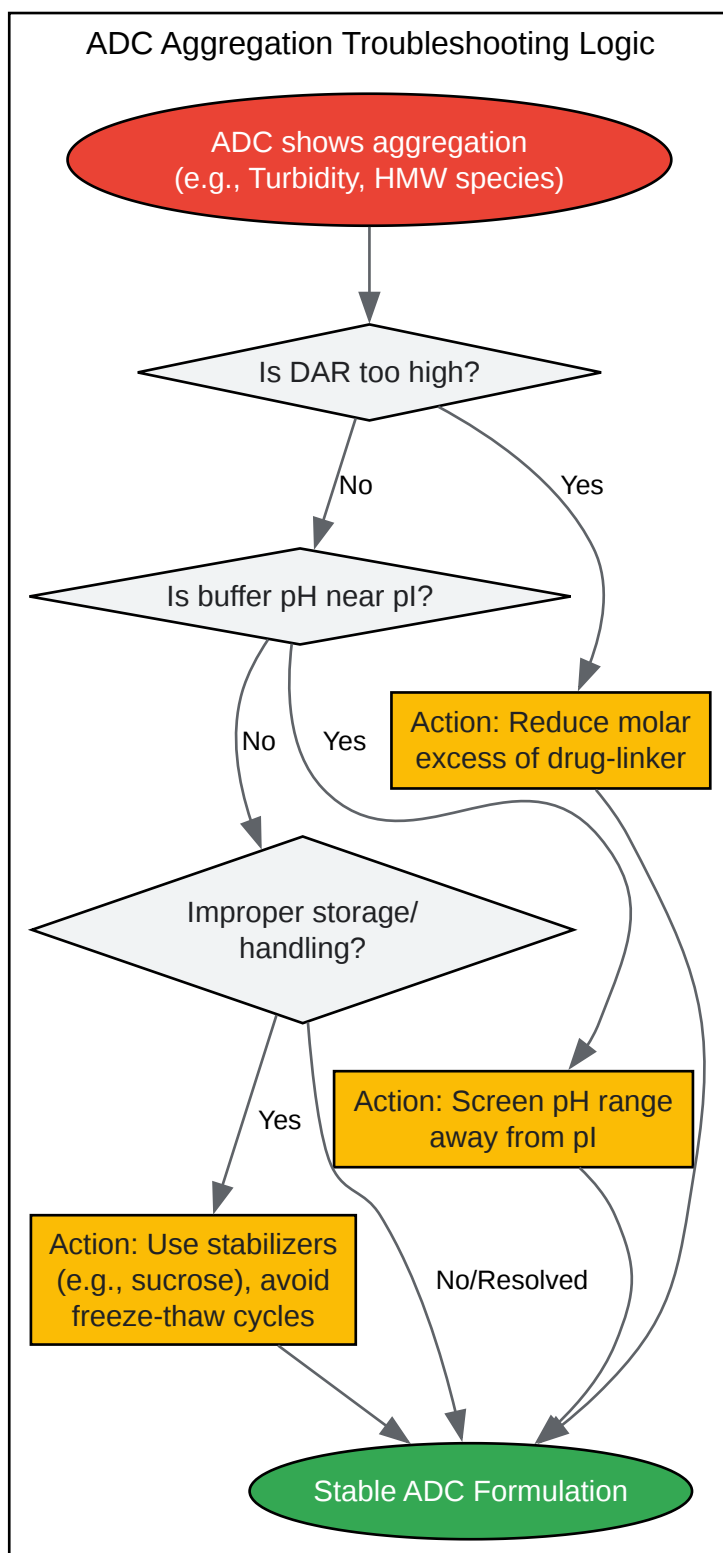 ADC Aggregation Troubleshooting Logic
ADC shows aggregation
(e.g., Turbidity, HMW species)
Is DAR too high?
No
Yes
Is buffer pH near pI?
Action: Reduce molar
excess of drug-linker
No
Yes
Improper storage/
handling?
Action: Screen pH range
away from pI
Yes
Action: Use stabilizers
(e.g., sucrose), avoid
freeze-thaw cycles
No/Resolved
Stable ADC Formulation